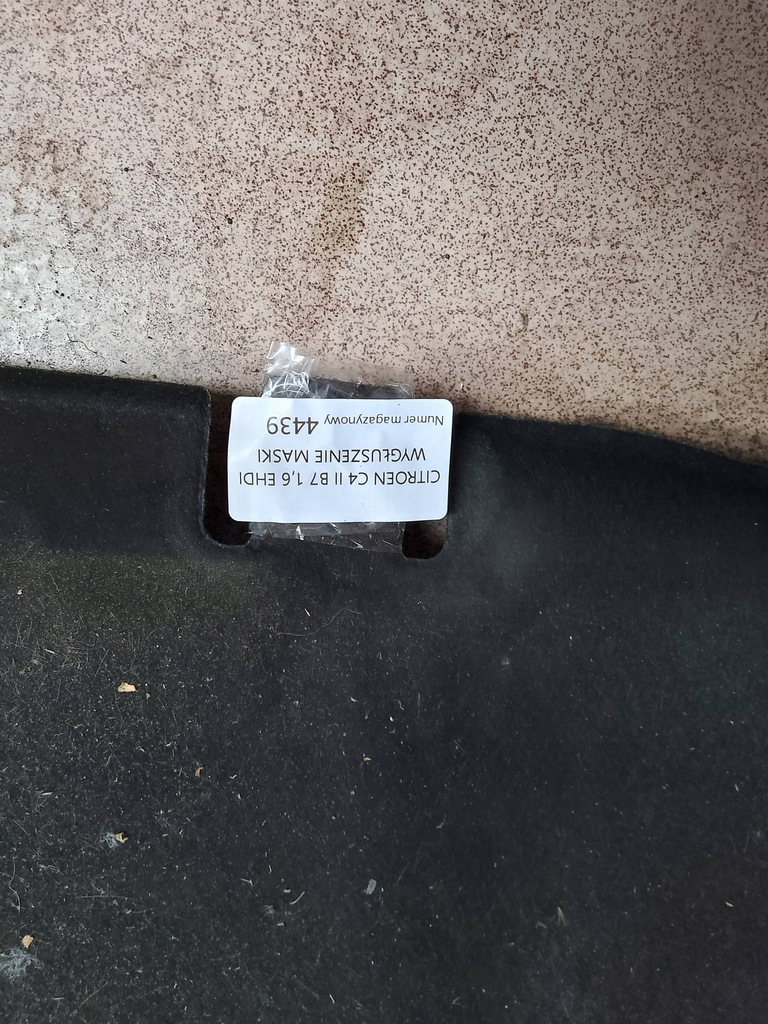 CITROEN C4 II B7 1,6 EHDI
WYGŁUSZENIE MASKI
Numer magazynowy 4439